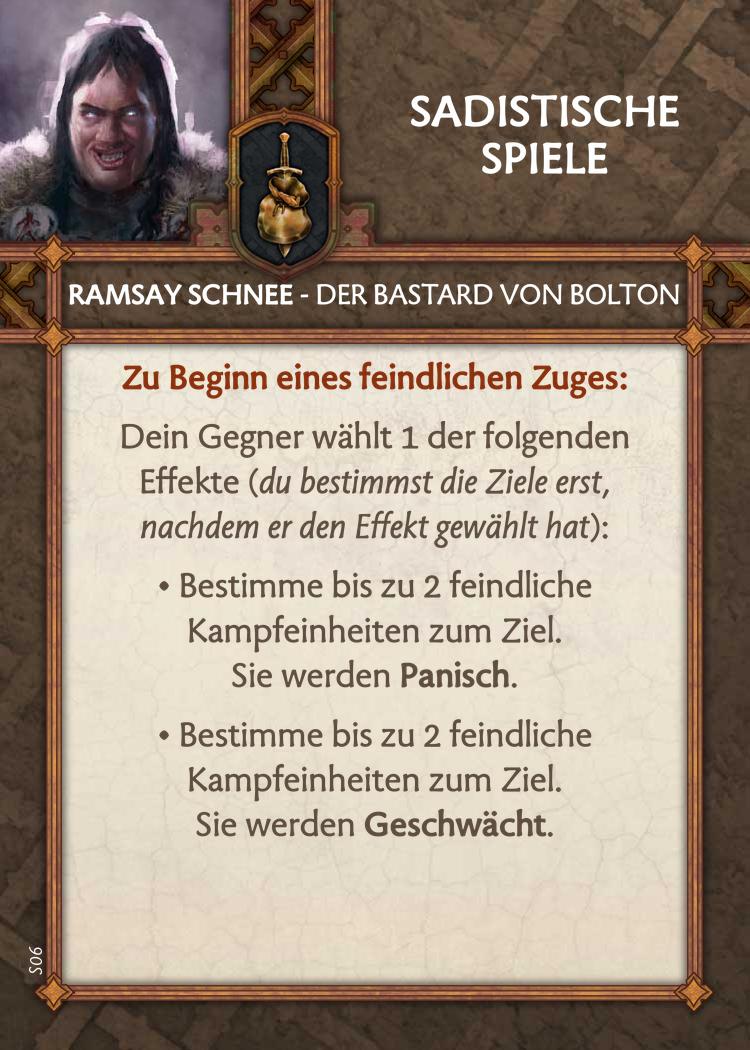 SADISTISCHE
SPIELE
RAMSAY SCHNEE - DER BASTARD VON BOLTON
Zu Beginn eines feindlichen Zuges:
Dein Gegner wählt 1 der folgenden
Effekte (du bestimmst die Ziele erst,
nachdem er den Effekt gewählt hat):
• Bestimme bis zu 2 feindliche
Kampfeinheiten zum Ziel.
Sie werden Panisch.
• Bestimme bis zu 2 feindliche
Kampfeinheiten zum Ziel.
Sie werden Geschwächt.
S06